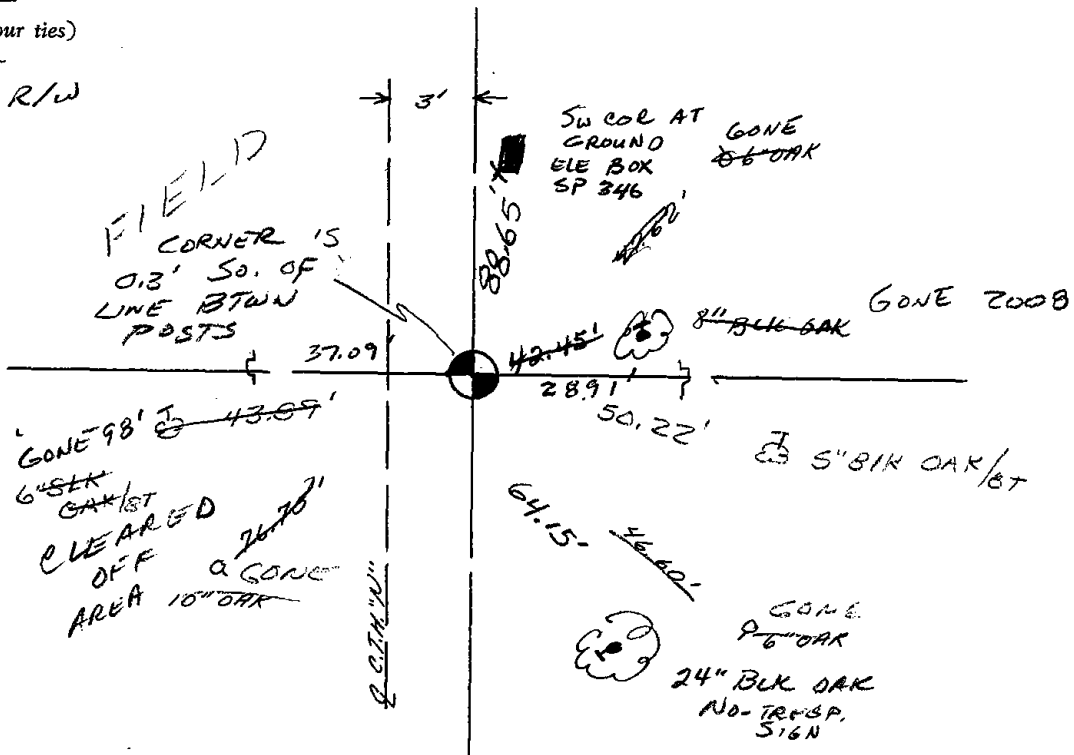 our ties)
R/W
3'
SW COR AT
GROUND
ELE BOX
SP 346
GONE
6" OAK
FIELD
88.65'
CORNER IS
0.3' SO. OF
LINE BTWN
POSTS
8" BLK OAK
GONE 2008
37.09'
42.45'
28.91'
50.22'
GONE 98'
43.89'
6" BLK
OAK/BT
5" BLK OAK/BT
CLEARED
OFF
AREA
GONE
10" OAK
64.15'
46.60'
C.T.H. "N"
GONE
6" OAK
24" BLK OAK
NO-TRESP.
SIGN